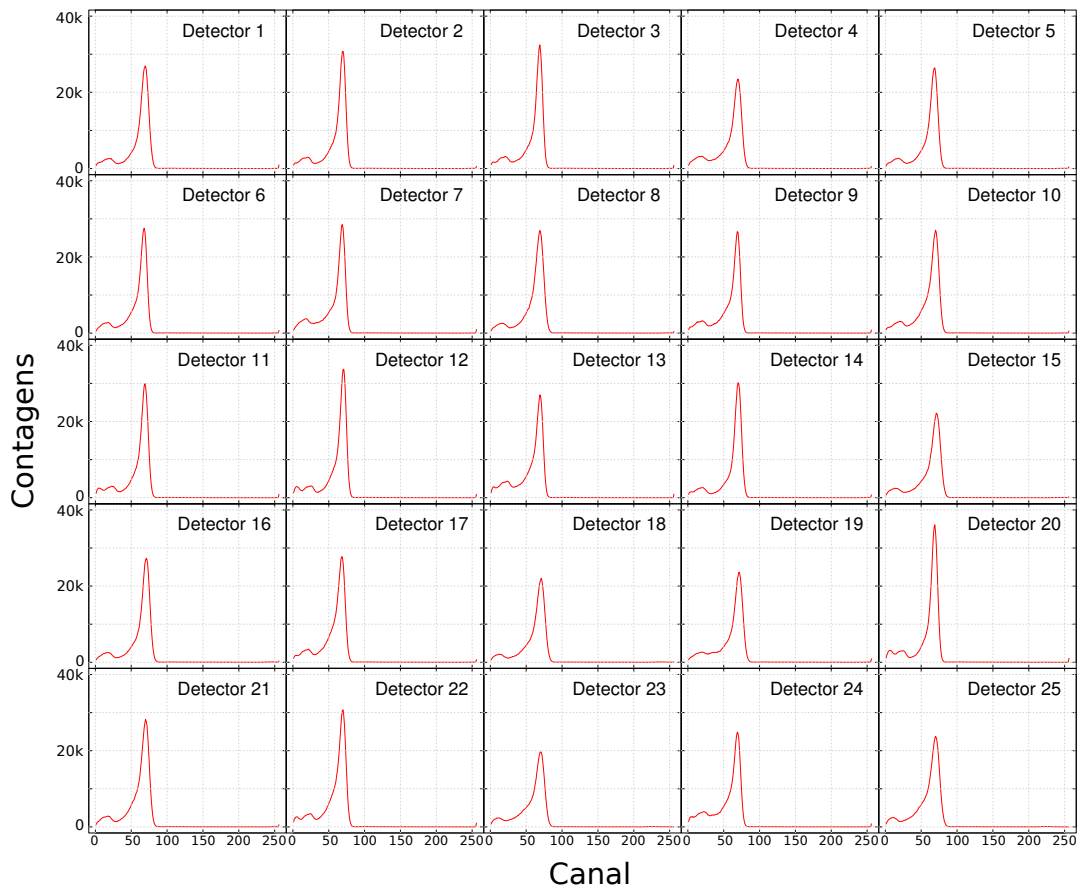 40k
Detector 1
Detector 2
Detector 3
Detector 4
Detector 5
20k
0
40k
Detector 6
Detector 7
Detector 8
Detector 9
Detector 10
20k
0
40k
Detector 11
Detector 12
Detector 13
Detector 14
Detector 15
20k
0
40k
Detector 16
Detector 17
Detector 18
Detector 19
Detector 20
20k
0
40k
Detector 21
Detector 22
Detector 23
Detector 24
Detector 25
20k
0
Contagens
0 50 100 150 200 250 0 50 100 150 200 250 0 50 100 150 200 250 0 50 100 150 200 250 0 50 100 150 200 250
Canal